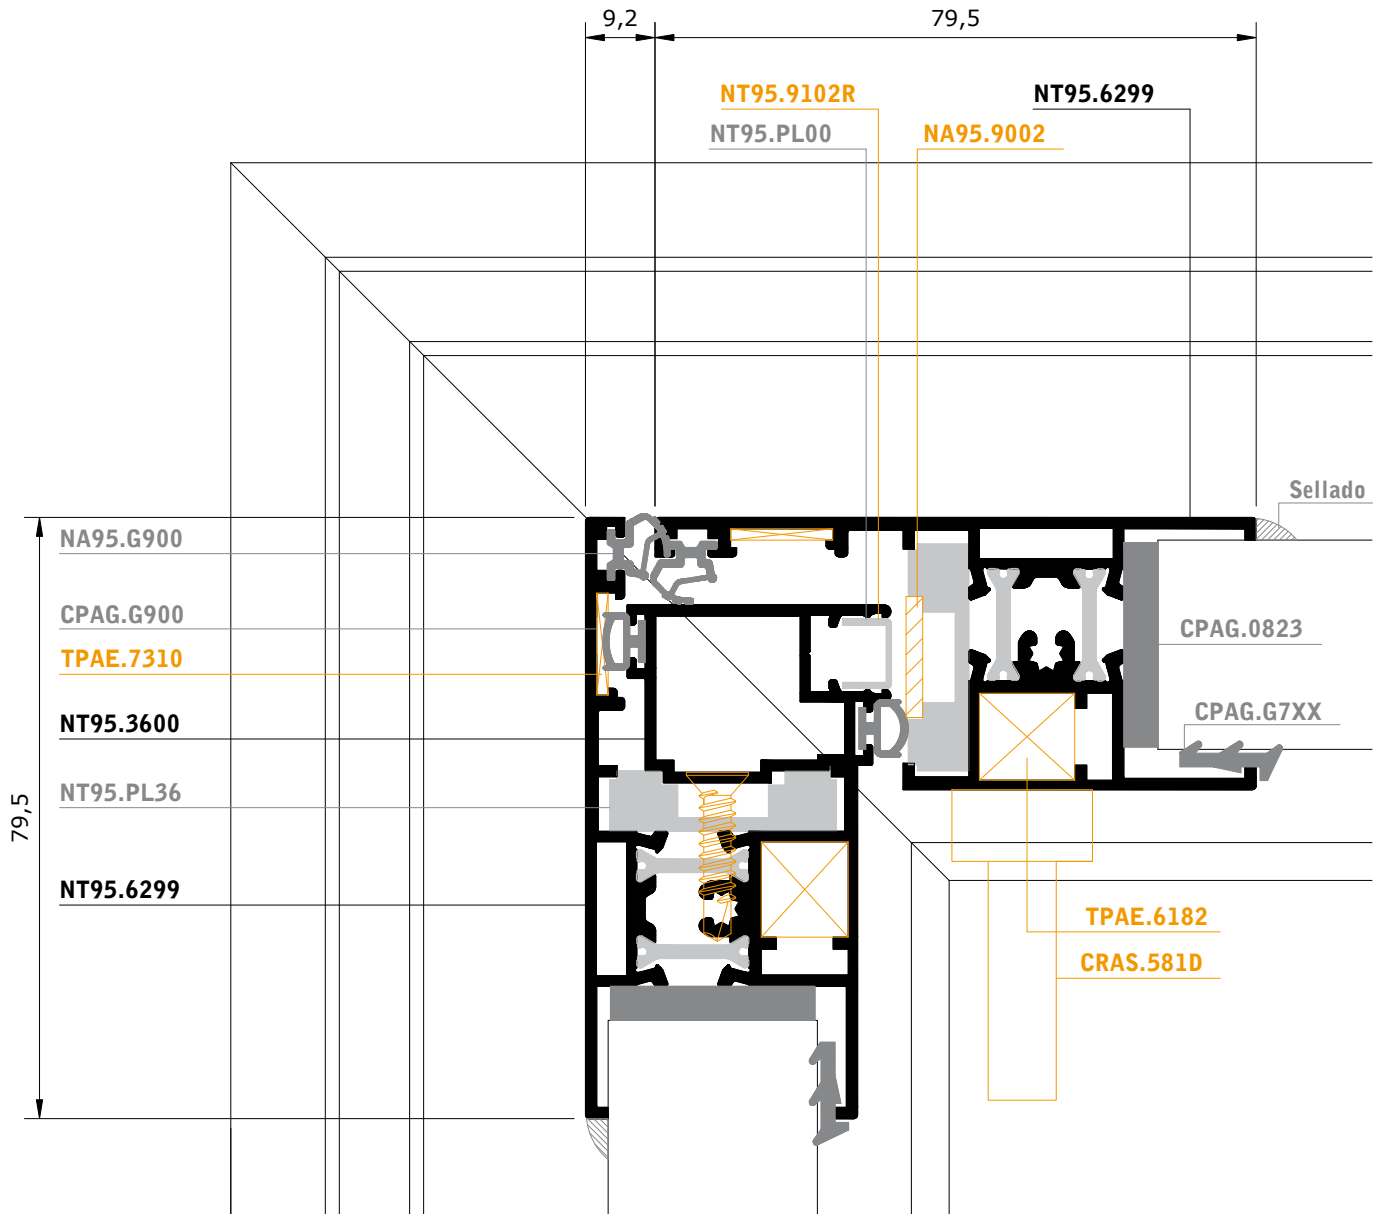 9,2
79,5
NT95.9102R
NT95.6299
NT95.PL00
NA95.9002
Sellado
NA95.G900
CPAG.G900
CPAG.0823
TPAE.7310
CPAG.G7XX
NT95.3600
NT95.PL36
79,5
NT95.6299
TPAE.6182
CRAS.581D